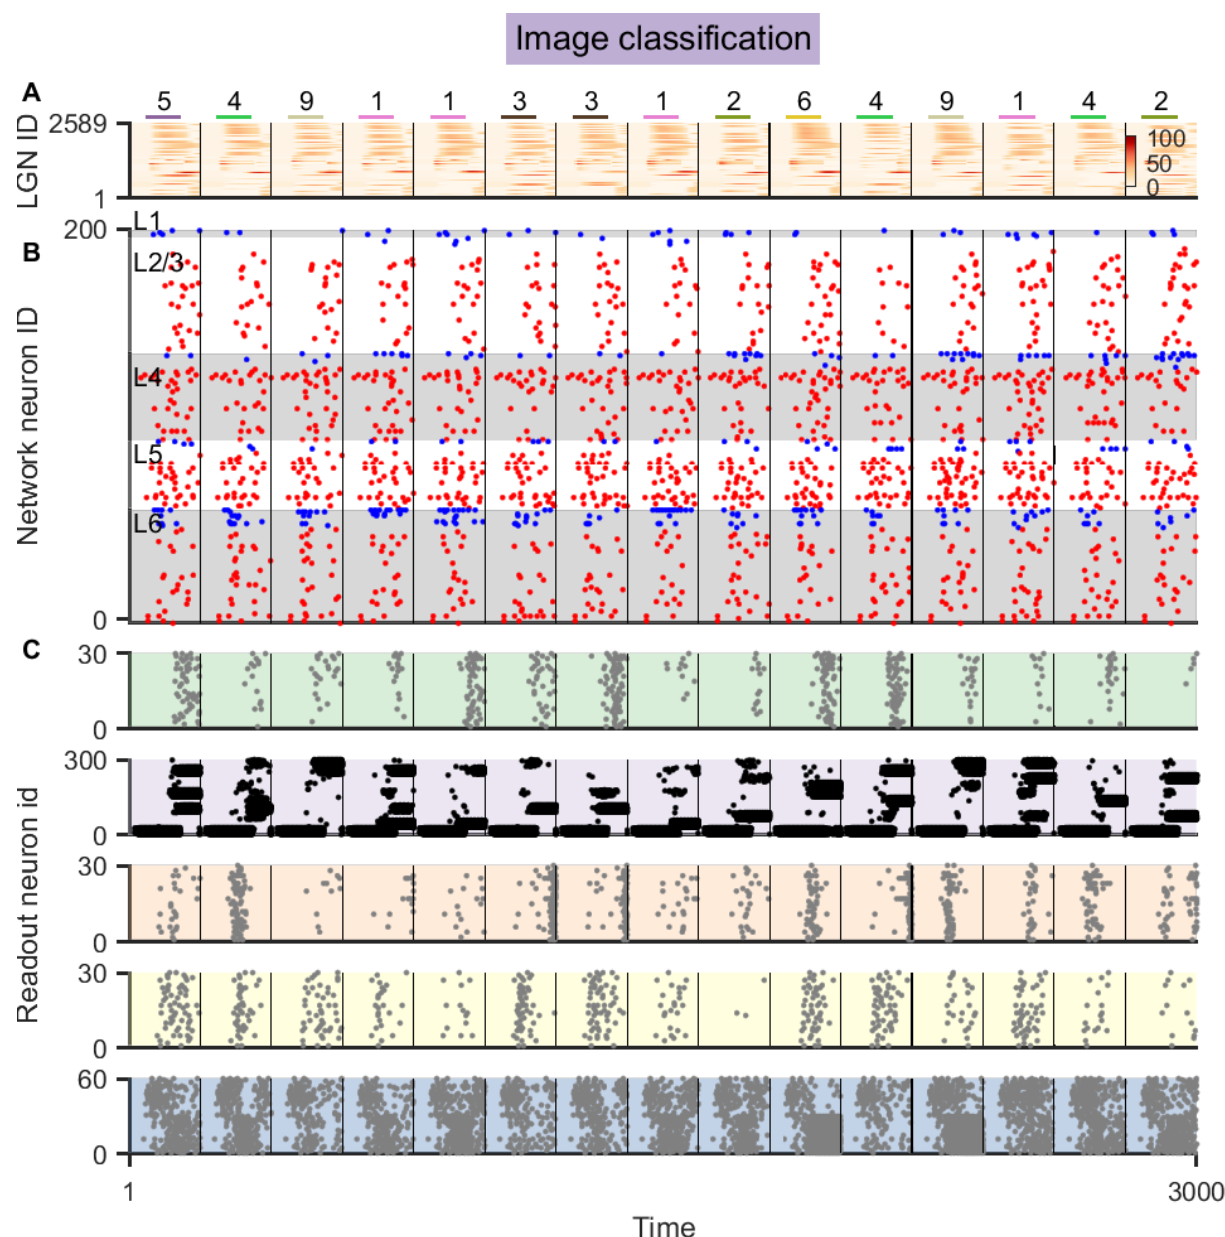 Image classification
A
5 4 9 1 1 3 3 1 2 6 4 9 1 4 2
LGN ID
2589
1
100
50
0
B
Network neuron ID
200
0
L1
L2/3
L4
L5
L6
C
Readout neuron id
30
0
300
0
30
0
30
0
60
0
1
3000
Time